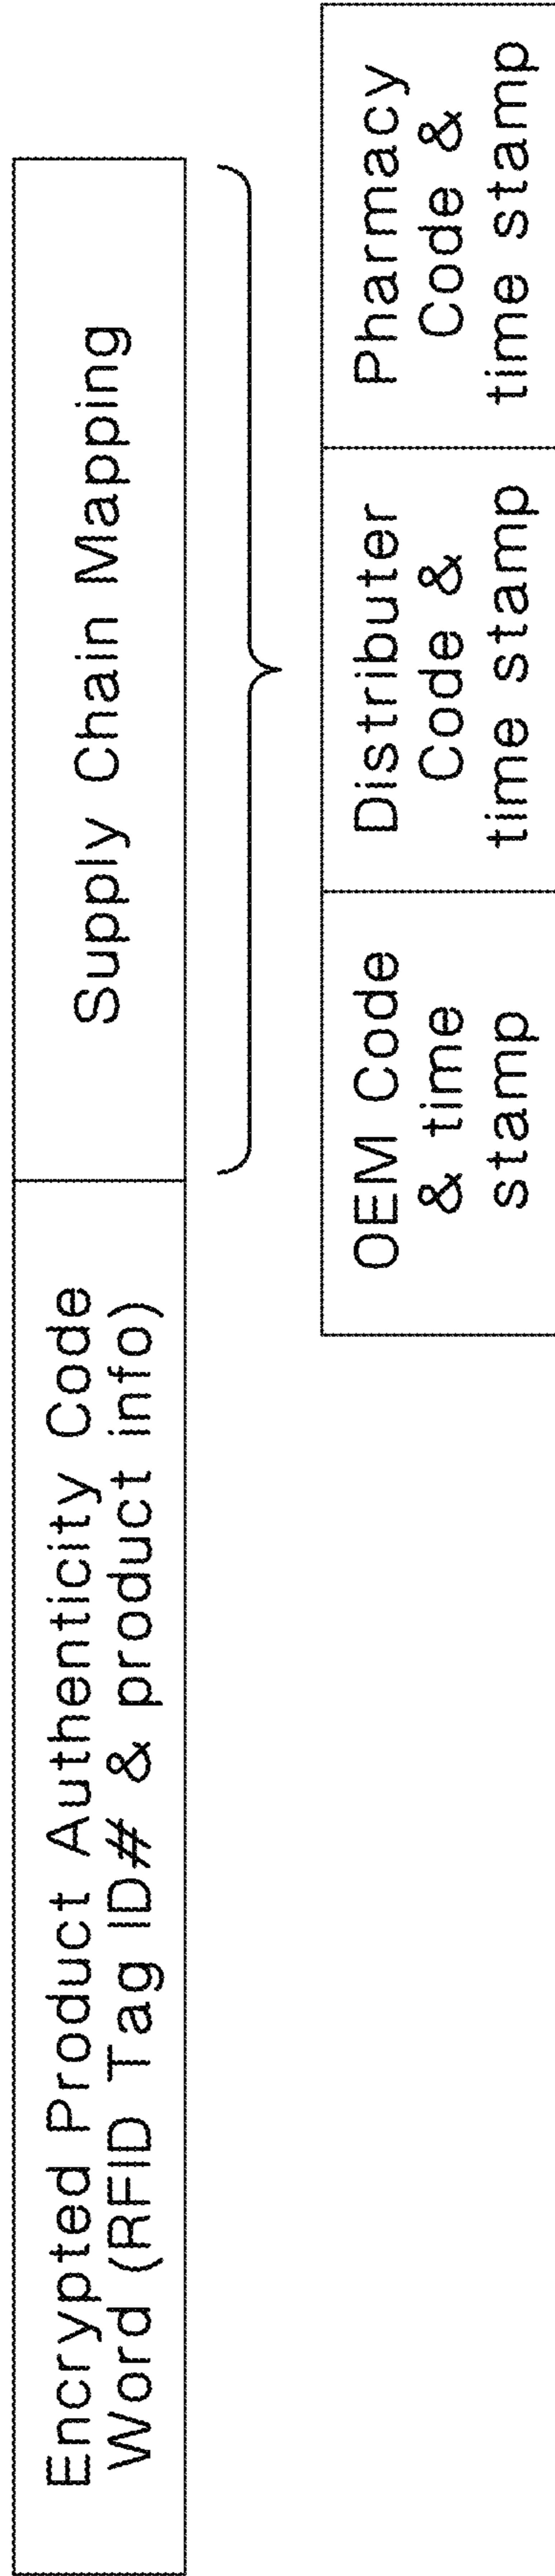 Encrypted Product Authenticity Code
Word (RFID Tag ID# & product info)
Supply Chain Mapping
OEM Code
& time
stamp
Distributer
Code &
time stamp
Pharmacy
Code &
time stamp